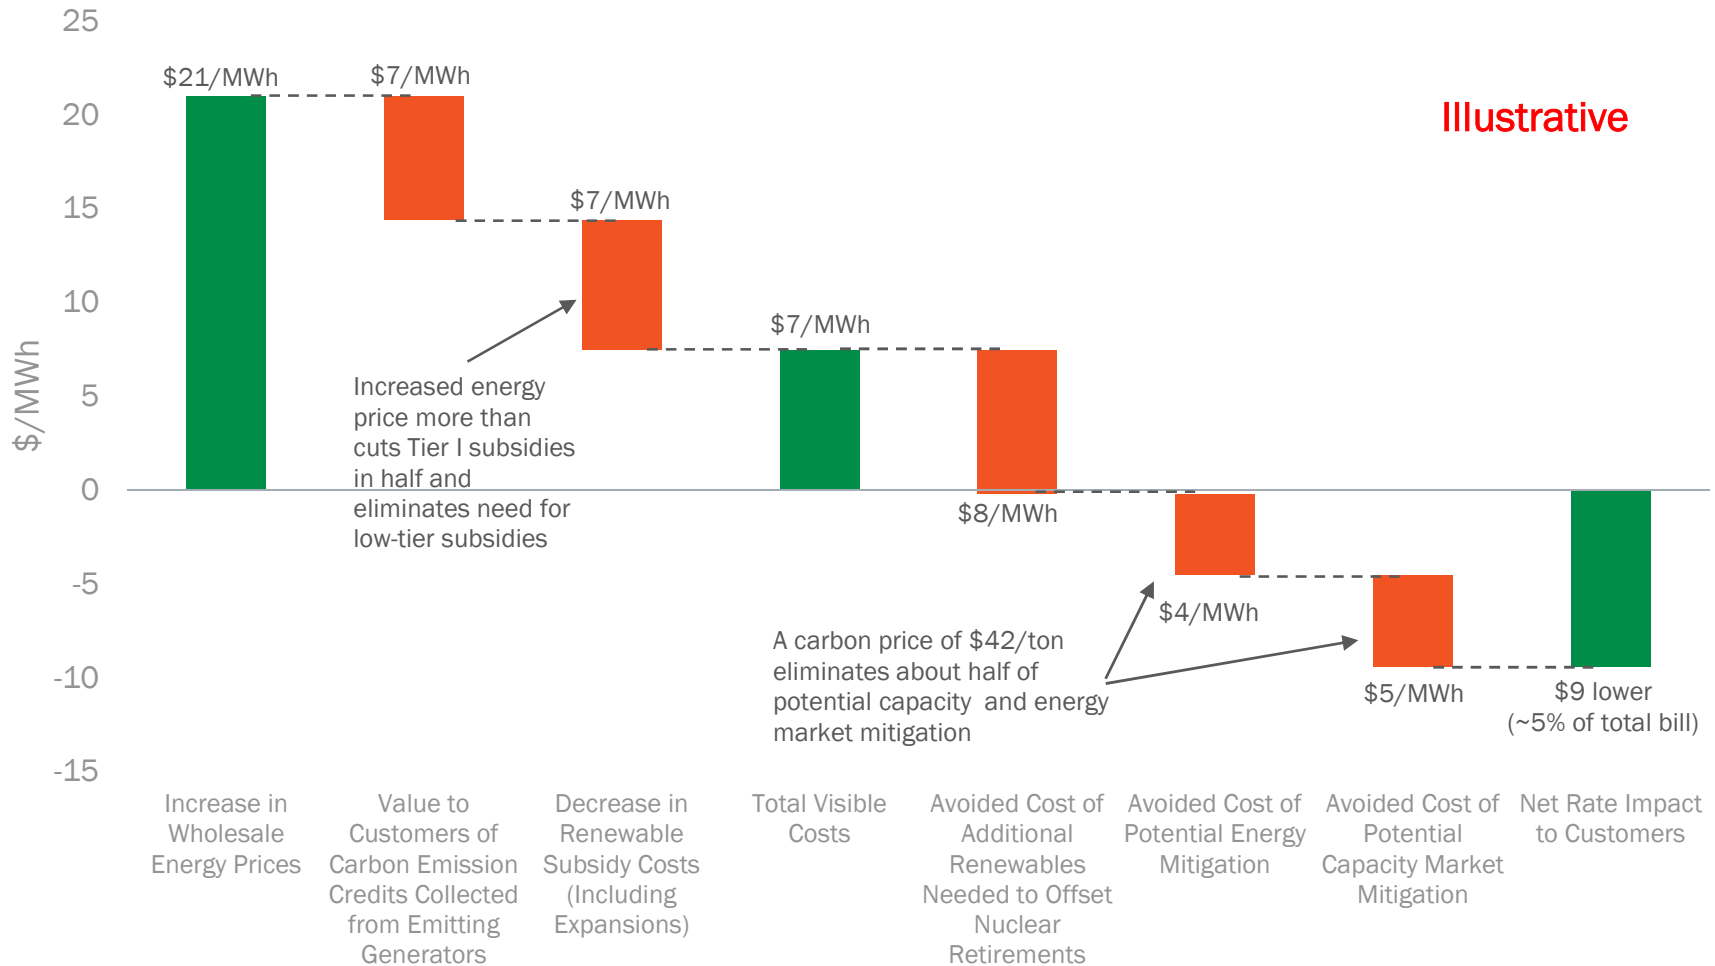 25
20
15
10
5
0
-5
-10
-15
$/MWh
Illustrative
$21/MWh
$7/MWh
$7/MWh
$7/MWh
$8/MWh
$4/MWh
$5/MWh
$9 lower
(~5% of total bill)
Increased energy
price more than
cuts Tier I subsidies
in half and
eliminates need for
low-tier subsidies
A carbon price of $42/ton
eliminates about half of
potential capacity  and energy
market mitigation
Increase in
Wholesale
Energy Prices
Value to
Customers of
Carbon Emission
Credits Collected
from Emitting
Generators
Decrease in
Renewable
Subsidy Costs
(Including
Expansions)
Total Visible
Costs
Avoided Cost of
Additional
Renewables
Needed to Offset
Nuclear
Retirements
Avoided Cost of
Potential Energy
Mitigation
Avoided Cost of
Potential
Capacity Market
Mitigation
Net Rate Impact
to Customers